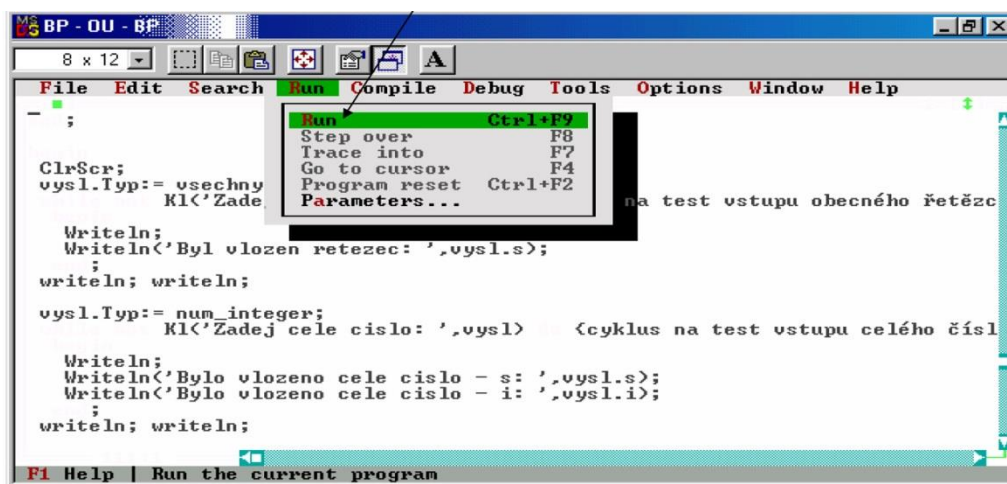 BP - OU - BP
8 x 12 A
File Edit Search Run Compile Debug Tools Options Window Help
Run Ctrl+F9
Step over F8
Trace into F7
Go to cursor F4
Program reset Ctrl+F2
Parameters...
;
ClrScr;
vysl.Typ:= vsechny
Kl('Zadej na test vstupu obecného řetězc
Writeln;
Writeln('Byl vlozen retezec: ',vysl.s);
;
writeln; writeln;
vysl.Typ:= num_integer;
Kl('Zadej cele cislo: ',vysl) {cyklus na test vstupu celého čísl
Writeln;
Writeln('Bylo vlozeno cele cislo - s: ',vysl.s);
Writeln('Bylo vlozeno cele cislo - i: ',vysl.i);
;
writeln; writeln;
F1 Help | Run the current program